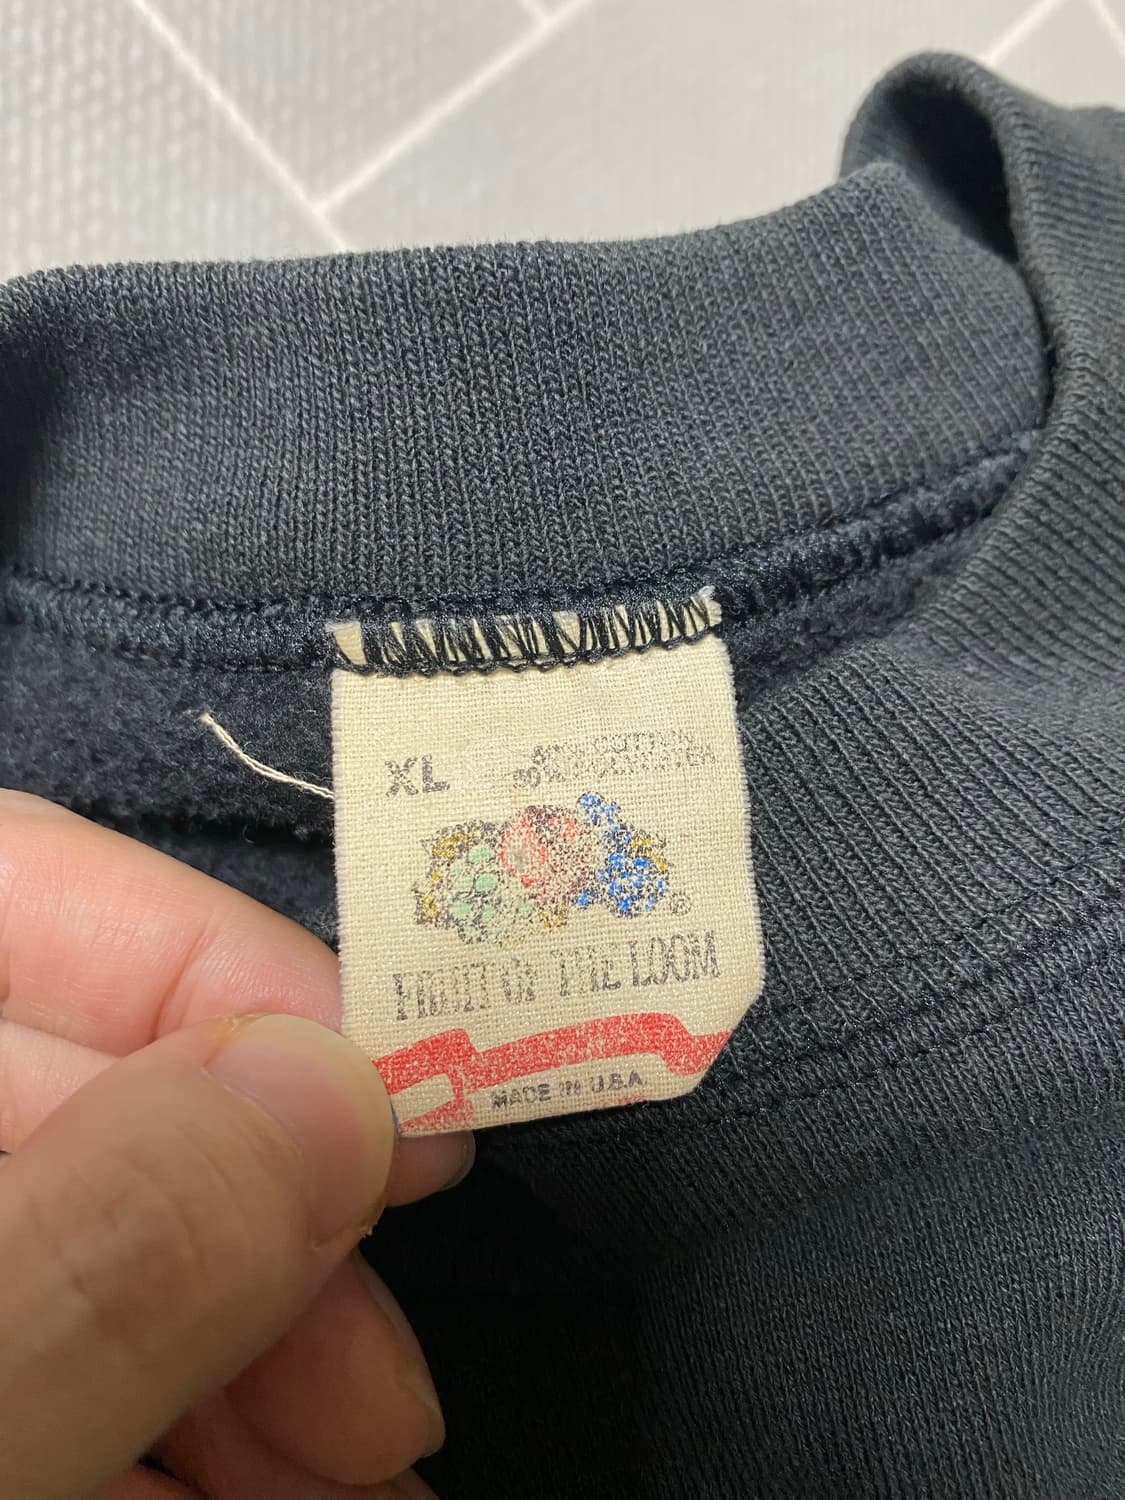 XL
®
FRUIT OF THE LOOM
MADE IN U.S.A.